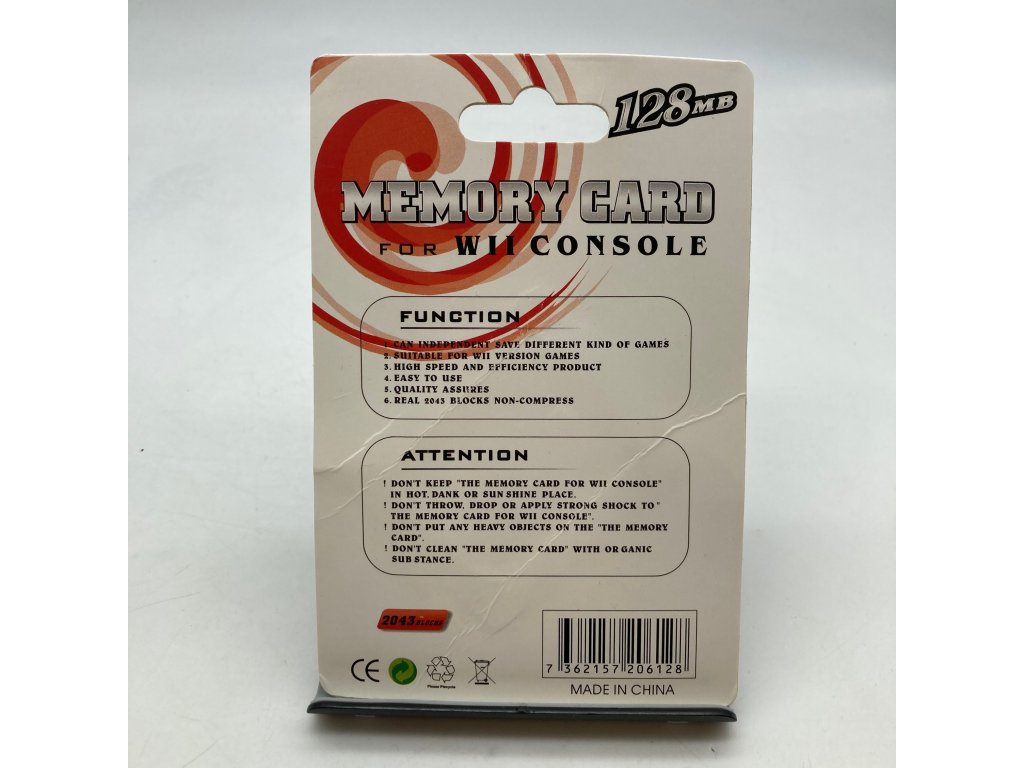 128MB
MEMORY CARD
FOR WII CONSOLE
FUNCTION
1. CAN INDEPENDENT SAVE DIFFERENT KIND OF GAMES
2. SUITABLE FOR WII VERSION GAMES
3. HIGH SPEED AND EFFICIENCY PRODUCT
4. EASY TO USE
5. QUALITY ASSURES
6. REAL 2043 BLOCKS NON-COMPRESS
ATTENTION
! DON'T KEEP "THE MEMORY CARD FOR WII CONSOLE"
IN HOT, DANK OR SUN SHINE PLACE.
! DON'T THROW, DROP OR APPLY STRONG SHOCK TO"
THE MEMORY CARD FOR WII CONSOLE".
! DON'T PUT ANY HEAVY OBJECTS ON THE "THE MEMORY
CARD".
! DON'T CLEAN "THE MEMORY CARD" WITH OR GANIC
SUB STANCE.
2043 BLOCKS
CE
Please Recycle
7 362157 206128
MADE IN CHINA